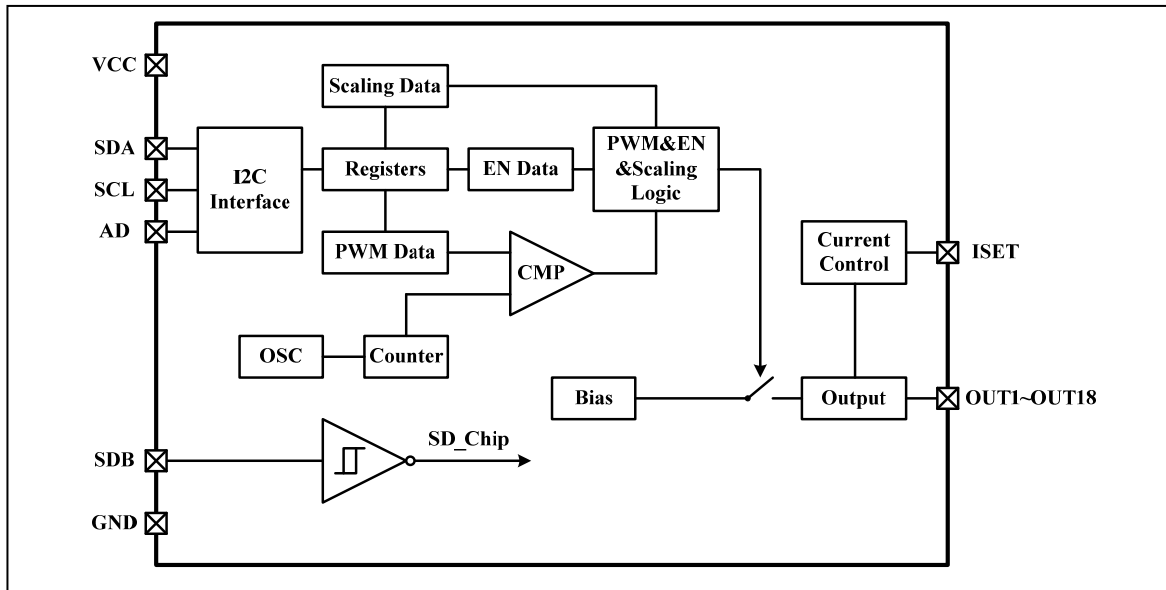 VCC
SDA
SCL
AD
SDB
GND
I2C
Interface
Scaling Data
Registers
EN Data
PWM Data
PWM&EN
&Scaling
Logic
CMP
OSC
Counter
Current
Control
ISET
Bias
Output
OUT1~OUT18
SD_Chip